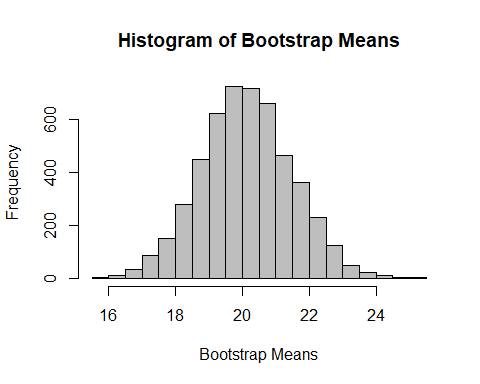 Histogram of Bootstrap Means
Frequency
600
400
200
0
16 18 20 22 24
Bootstrap Means